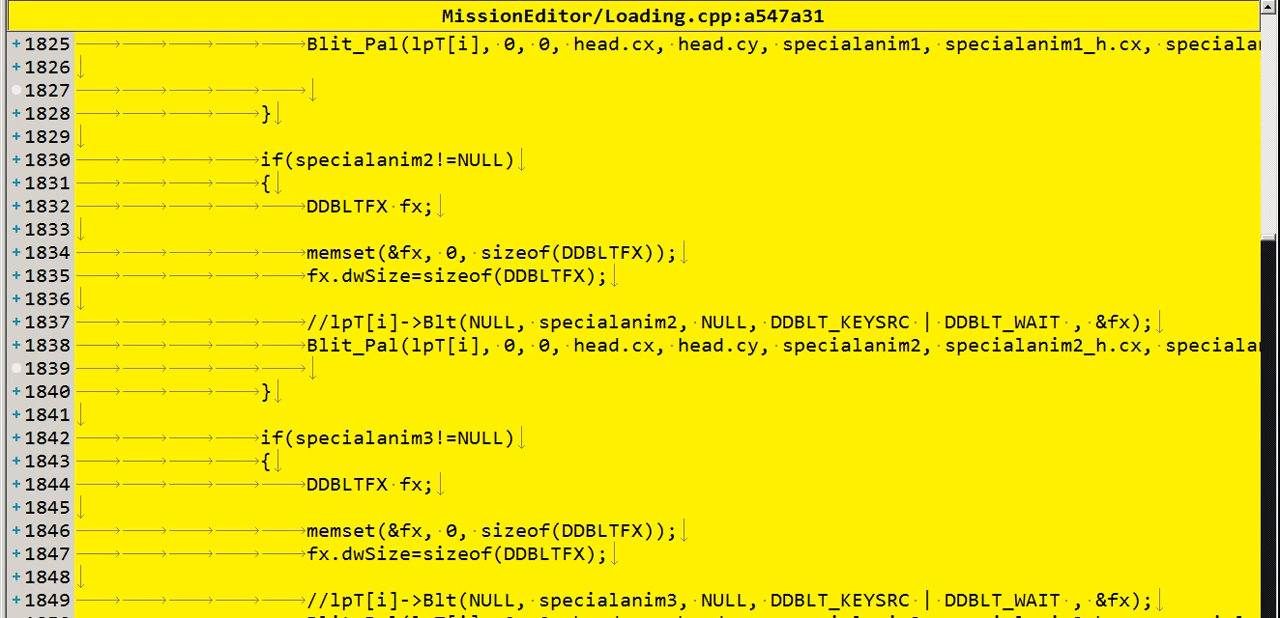 MissionEditor/Loading.cpp:a547a31
+1825 Blit_Pal(lpT[i], 0, 0, head.cx, head.cy, specialanim1, specialanim1_h.cx,
+1826
1827
+1828 }
+1829
+1830 if(specialanim2!=NULL)
+1831 {
+1832 DDBLTFX fx;
+1833
+1834 memset(&fx, 0, sizeof(DDBLTFX));
+1835 fx.dwSize=sizeof(DDBLTFX);
+1836
+1837 //lpT[i]->Blt(NULL, specialanim2, NULL, DDBLT_KEYSRC | DDBLT_WAIT , &fx);
+1838 Blit_Pal(lpT[i], 0, 0, head.cx, head.cy, specialanim2, specialanim2_h.cx,
1839
+1840 }
+1841
+1842 if(specialanim3!=NULL)
+1843 {
+1844 DDBLTFX fx;
+1845
+1846 memset(&fx, 0, sizeof(DDBLTFX));
+1847 fx.dwSize=sizeof(DDBLTFX);
+1848
+1849 //lpT[i]->Blt(NULL, specialanim3, NULL, DDBLT_KEYSRC | DDBLT_WAIT , &fx);